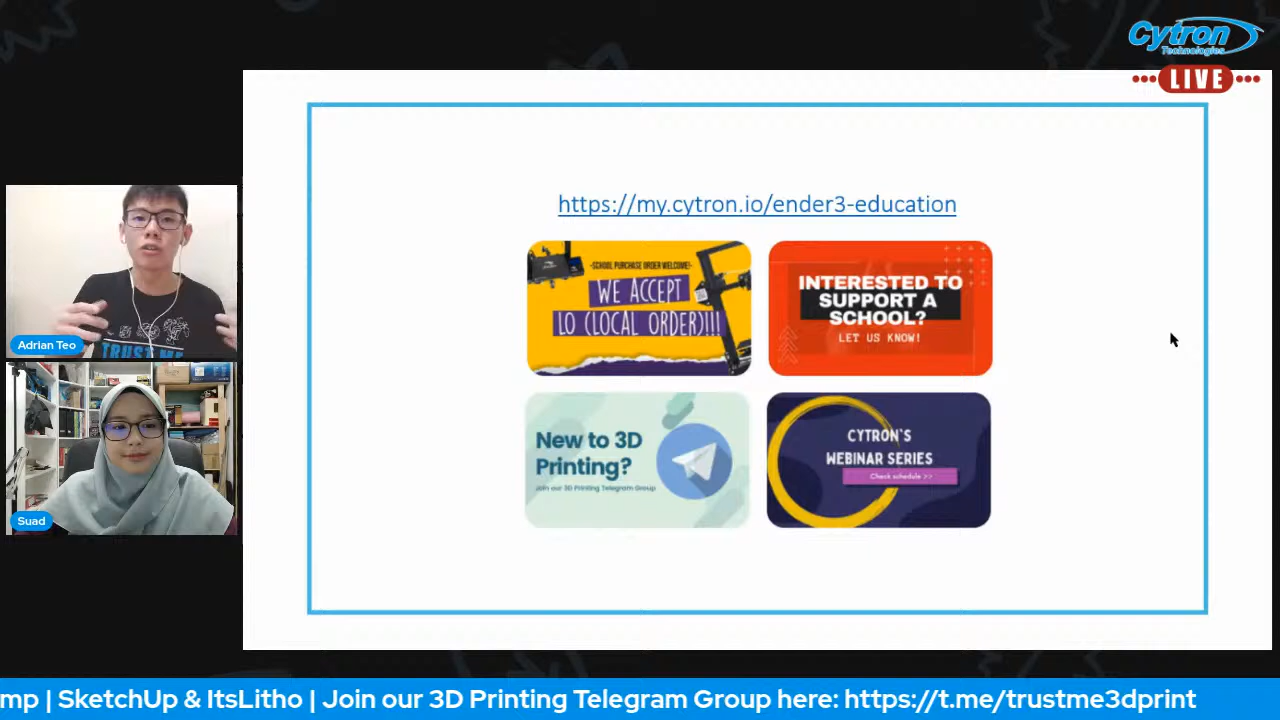 Cytron
Technologies
LIVE
https://my.cytron.io/ender3-education
-SCHOOL PURCHASE ORDER WELCOME!-
WE ACCEPT
LO (LOCAL ORDER)!!!
INTERESTED TO
SUPPORT A
SCHOOL?
LET US KNOW!
New to 3D
Printing?
Join our 3D Printing Telegram Group
CYTRON'S
WEBINAR SERIES
Check schedule >>
TRUST ME
Adrian Teo
Suad
mp | SketchUp & ItsLitho | Join our 3D Printing Telegram Group here: https://t.me/trustme3dprint